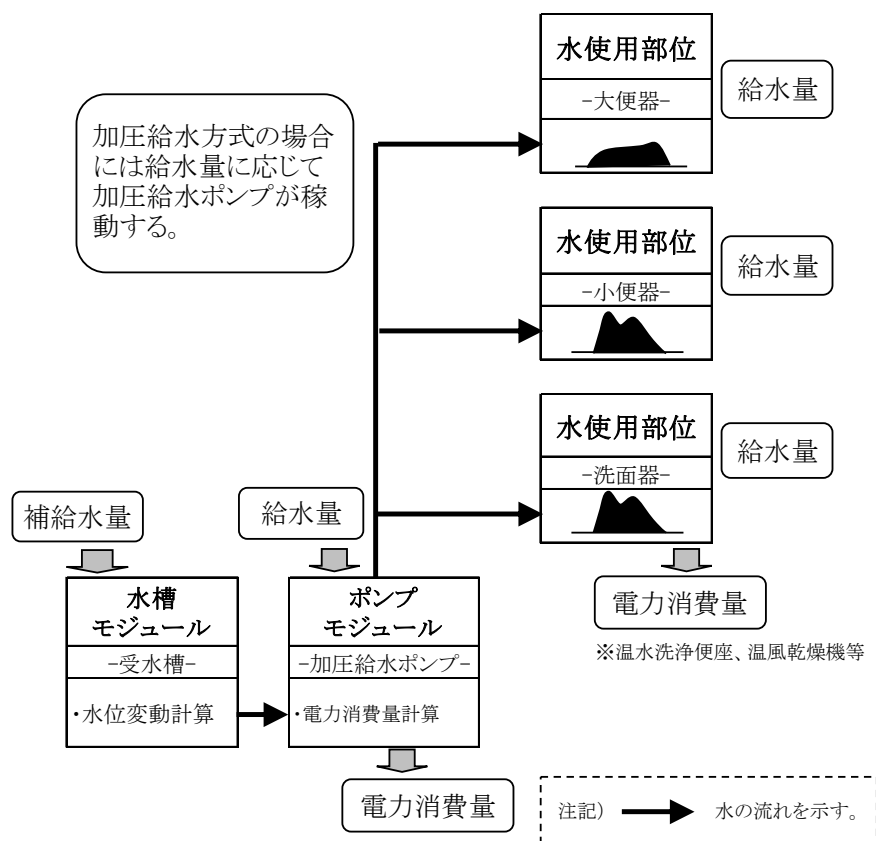 水使用部位
-大便器-
給水量
加圧給水方式の場合
には給水量に応じて
加圧給水ポンプが稼
動する。
水使用部位
-小便器-
給水量
水使用部位
-洗面器-
給水量
補給水量
給水量
水槽
モジュール
-受水槽-
・水位変動計算
ポンプ
モジュール
-加圧給水ポンプ-
・電力消費量計算
電力消費量
※温水洗浄便座、温風乾燥機等
電力消費量
注記) 水の流れを示す。